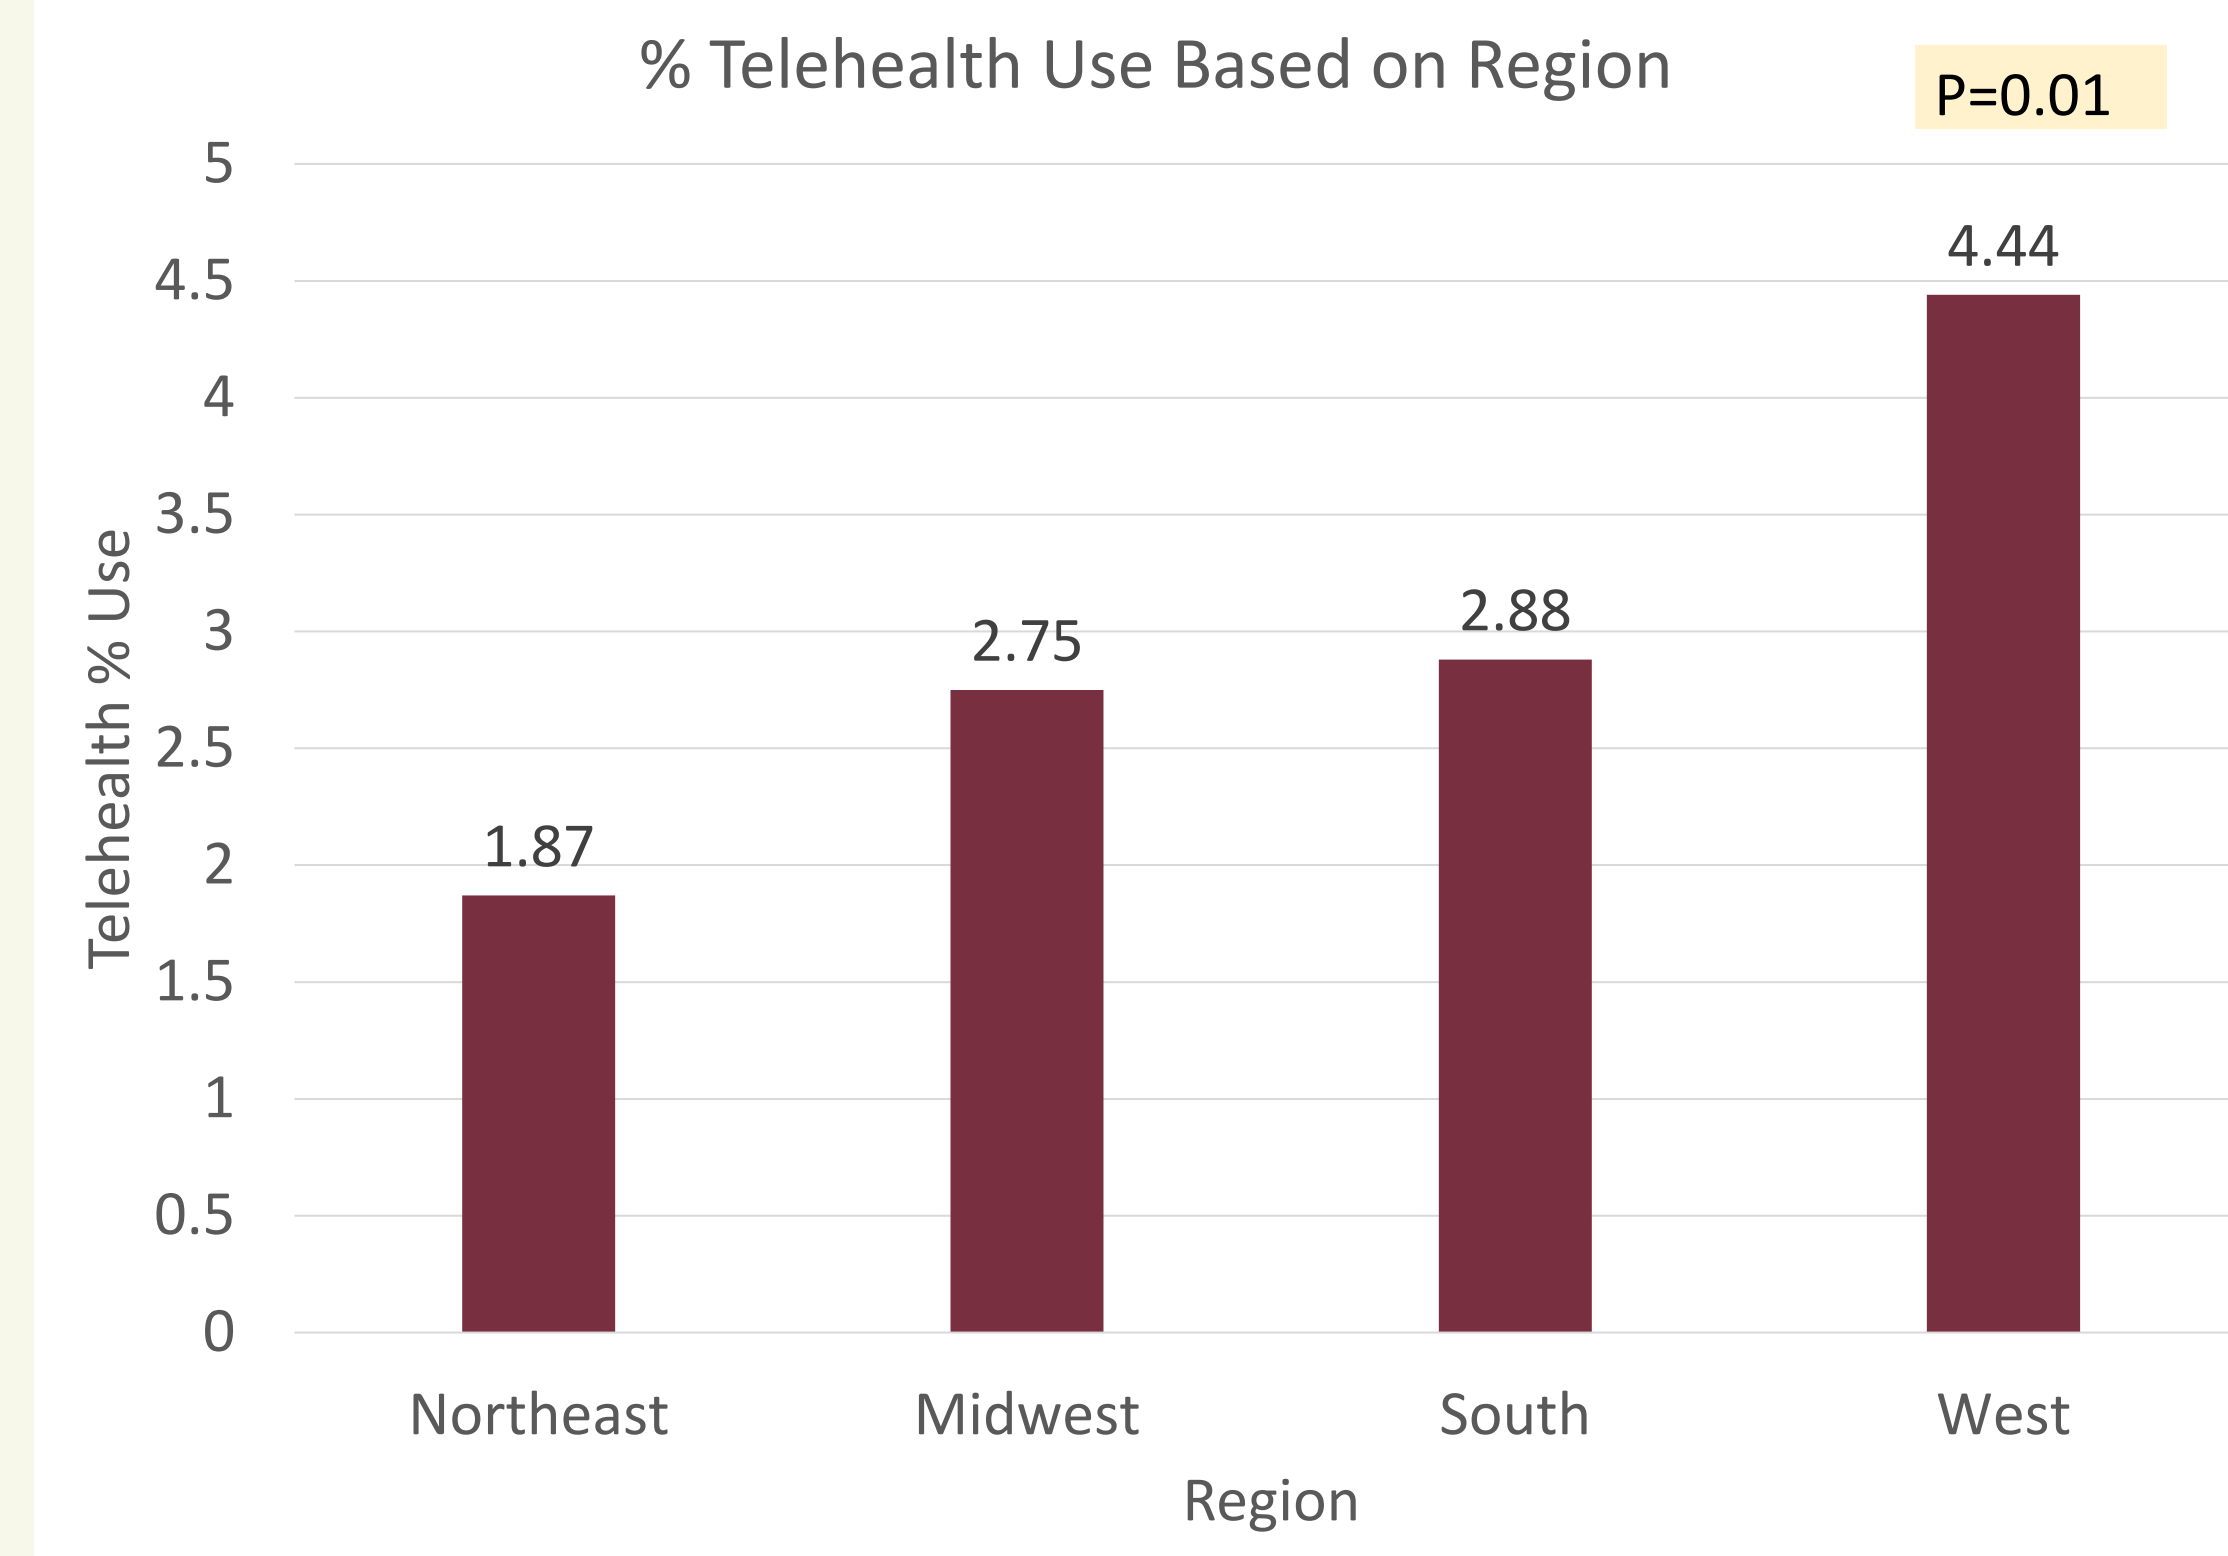 % Telehealth Use Based on Region
P=0.01
5
4.5
4
3.5
3
2.5
2
1.5
1
0.5
0
Telehealth % Use
1.87
2.75
2.88
4.44
Northeast
Midwest
South
West
Region